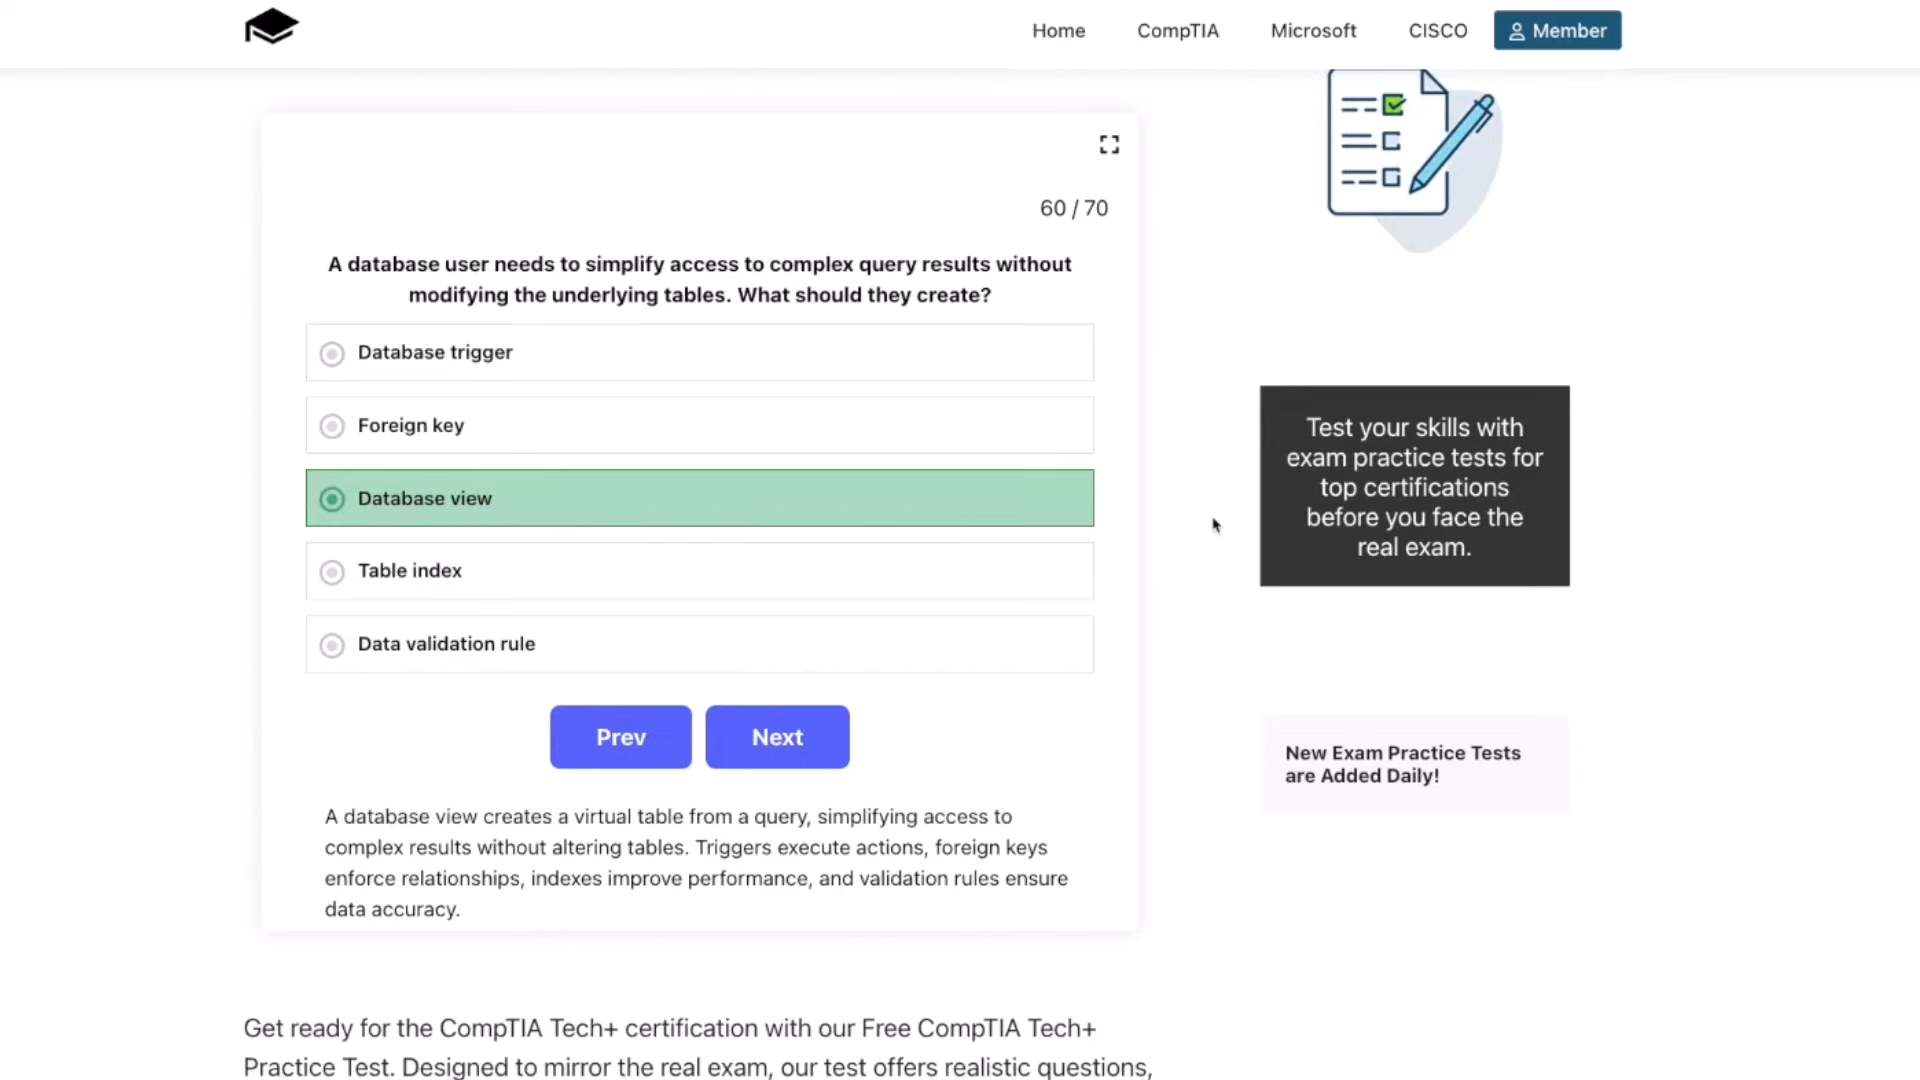 Home
CompTIA
Microsoft
CISCO
Member
60 / 70
A database user needs to simplify access to complex query results without
modifying the underlying tables. What should they create?
Database trigger
Foreign key
Database view
Table index
Data validation rule
Prev
Next
A database view creates a virtual table from a query, simplifying access to
complex results without altering tables. Triggers execute actions, foreign keys
enforce relationships, indexes improve performance, and validation rules ensure
data accuracy.
Test your skills with
exam practice tests for
top certifications
before you face the
real exam.
New Exam Practice Tests
are Added Daily!
Get ready for the CompTIA Tech+ certification with our Free CompTIA Tech+
Practice Test. Designed to mirror the real exam, our test offers realistic questions,